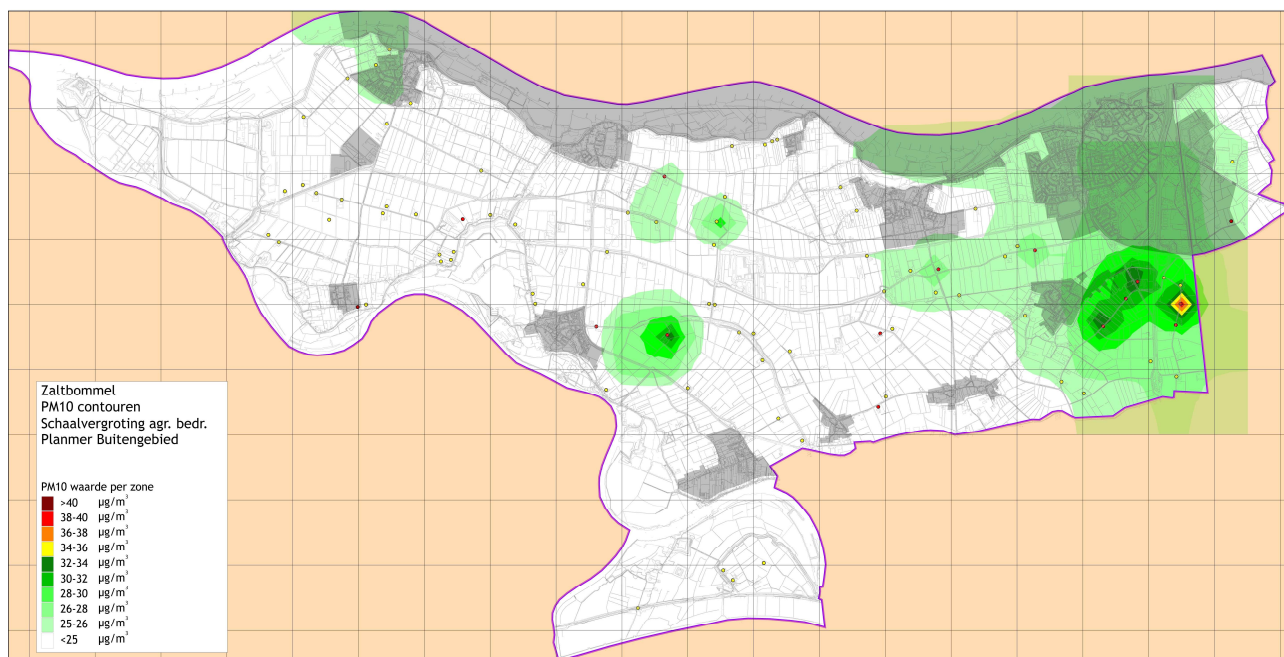 Zaltbommel
PM10 contouren
Schaalvergroting agr. bedr.
Planmer Buitengebied
PM10 waarde per zone
>40 µg/m³
38-40 µg/m³
36-38 µg/m³
34-36 µg/m³
32-34 µg/m³
30-32 µg/m³
28-30 µg/m³
26-28 µg/m³
25-26 µg/m³
<25 µg/m³